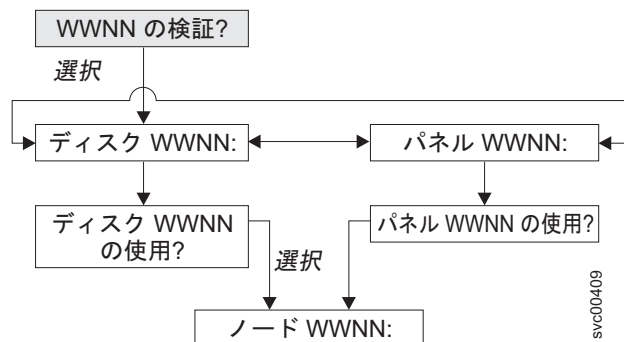 WWNN の検証?
選択
ディスク WWNN:
パネル WWNN:
ディスク WWNN
の使用?
パネル WWNN の使用?
選択
ノード WWNN:
svc00409